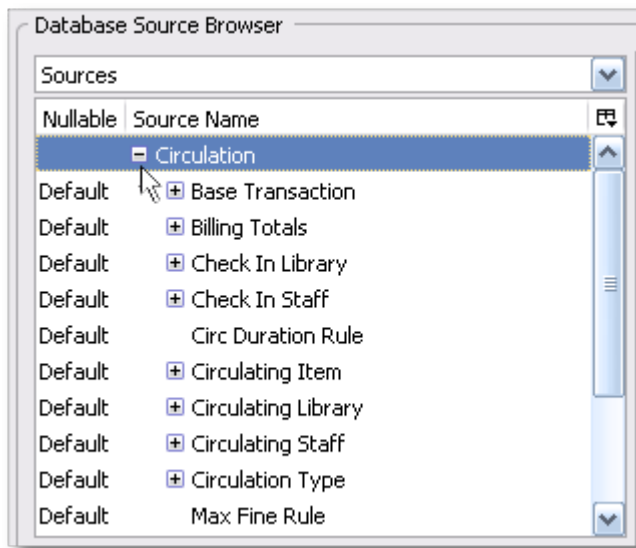 Database Source Browser
Sources
Nullable Source Name
Circulation
Default Base Transaction
Default Billing Totals
Default Check In Library
Default Check In Staff
Default Circ Duration Rule
Default Circulating Item
Default Circulating Library
Default Circulating Staff
Default Circulation Type
Default Max Fine Rule